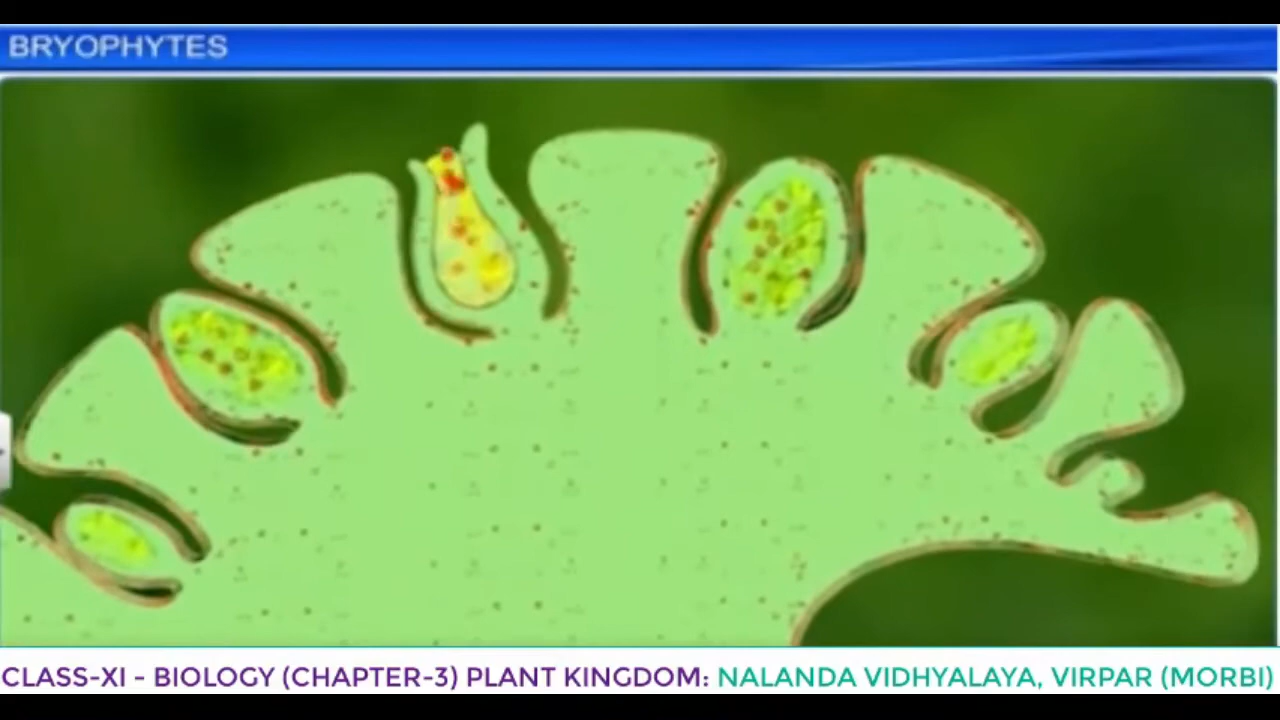 BRYOPHYTES
CLASS-XI - BIOLOGY (CHAPTER-3) PLANT KINGDOM: NALANDA VIDHYALAYA, VIRPAR (MORBI)